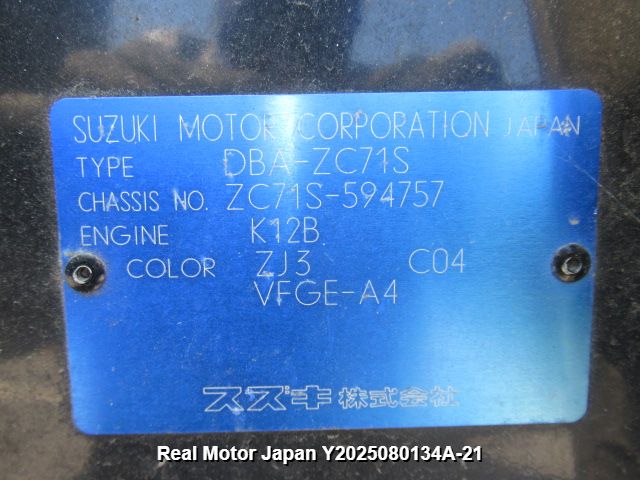 SUZUKI MOTOR CORPORATION JAPAN
TYPE DBA-ZC71S
CHASSIS NO. ZC71S-594757
ENGINE K12B
COLOR ZJ3 C04
VFGE-A4
スズキ株式会社
Real Motor Japan Y2025080134A-21